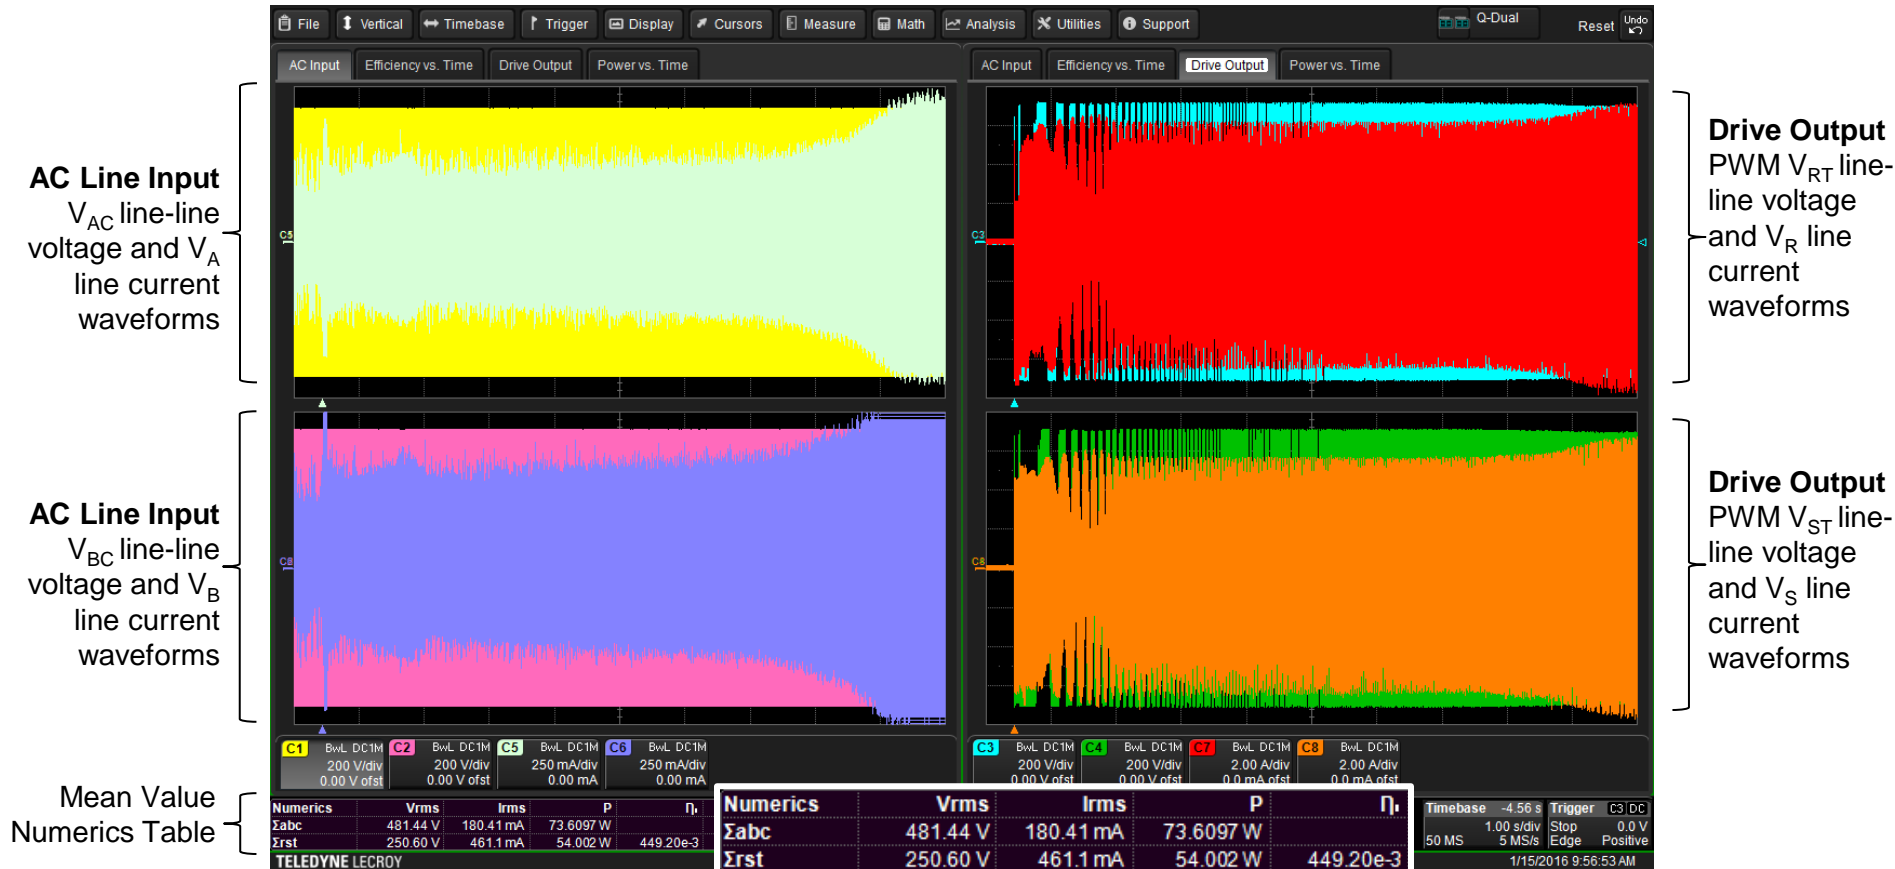 File Vertical Timebase Trigger Display Cursors Measure Math Analysis Utilities Support Q-Dual Reset Undo
AC Input Efficiency vs. Time Drive Output Power vs. Time
AC Input Efficiency vs. Time Drive Output Power vs. Time
AC Line Input
VAC line-line
voltage and VA
line current
waveforms
C5
C3
Drive Output
PWM VRT line-
line voltage
and VR line
current
waveforms
AC Line Input
VBC line-line
voltage and VB
line current
waveforms
Drive Output
PWM VST line-
line voltage
and VS line
current
waveforms
C1 BwL DC1M
200 V/div
0.00 V ofst
C2 BwL DC1M
200 V/div
0.00 V ofst
C5 BwL DC1M
250 mA/div
0.00 mA
C6 BwL DC1M
250 mA/div
0.00 mA
C3 BwL DC1M
200 V/div
0.00 V ofst
C4 BwL DC1M
200 V/div
0.00 V ofst
C7 BwL DC1M
2.00 A/div
0.0 mA ofst
C8 BwL DC1M
2.00 A/div
0.0 mA ofst
Mean Value
Numerics Table
Numerics Vrms Irms P η
Σabc 481.44 V 180.41 mA 73.6097 W
Σrst 250.60 V 461.1 mA 54.002 W 449.20e-3
Numerics Vrms Irms P η
Σabc 481.44 V 180.41 mA 73.6097 W
Σrst 250.60 V 461.1 mA 54.002 W 449.20e-3
Timebase -4.56 s
1.00 s/div
50 MS 5 MS/s
Trigger C3 DC
Stop 0.0 V
Edge Positive
TELEDYNE LECROY
1/15/2016 9:56:53 AM